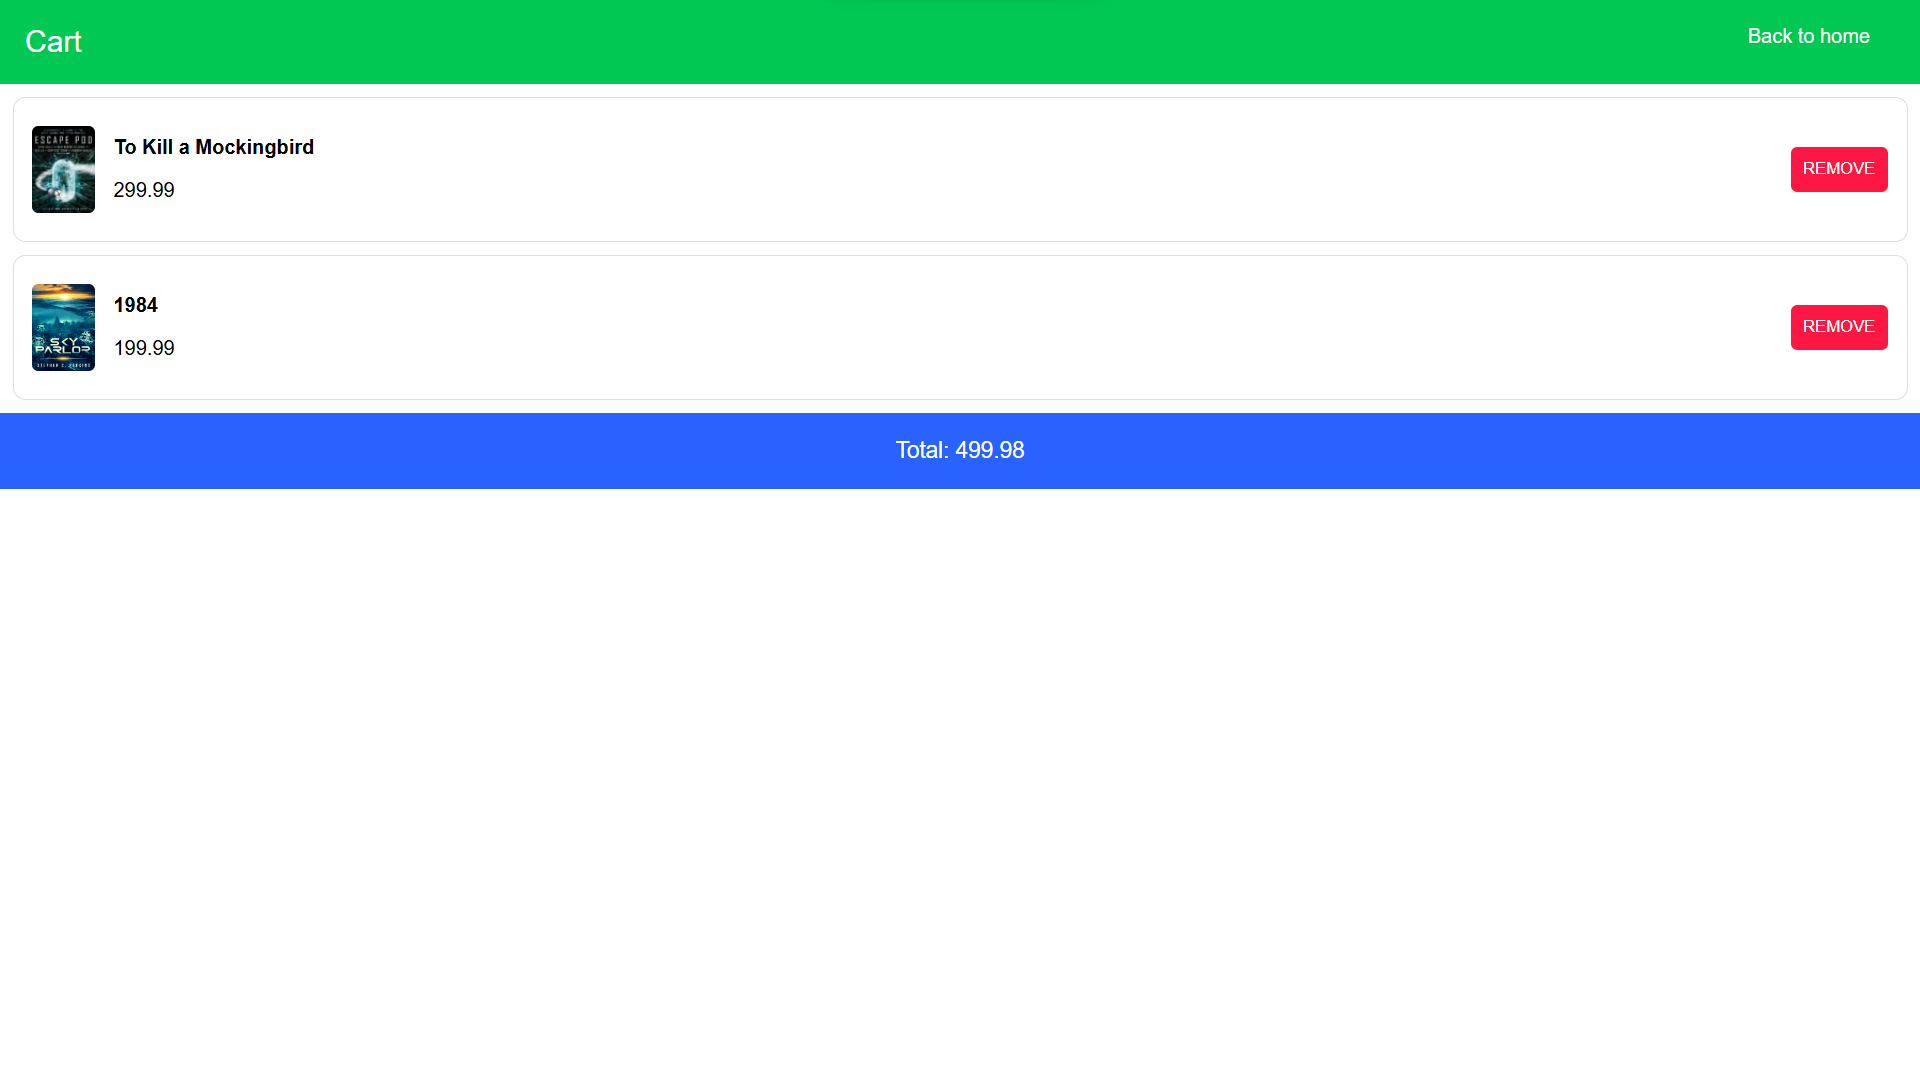 Cart
Back to home
ESCAPE POD
To Kill a Mockingbird
299.99
REMOVE
SKY
PARLOR
1984
199.99
REMOVE
Total: 499.98